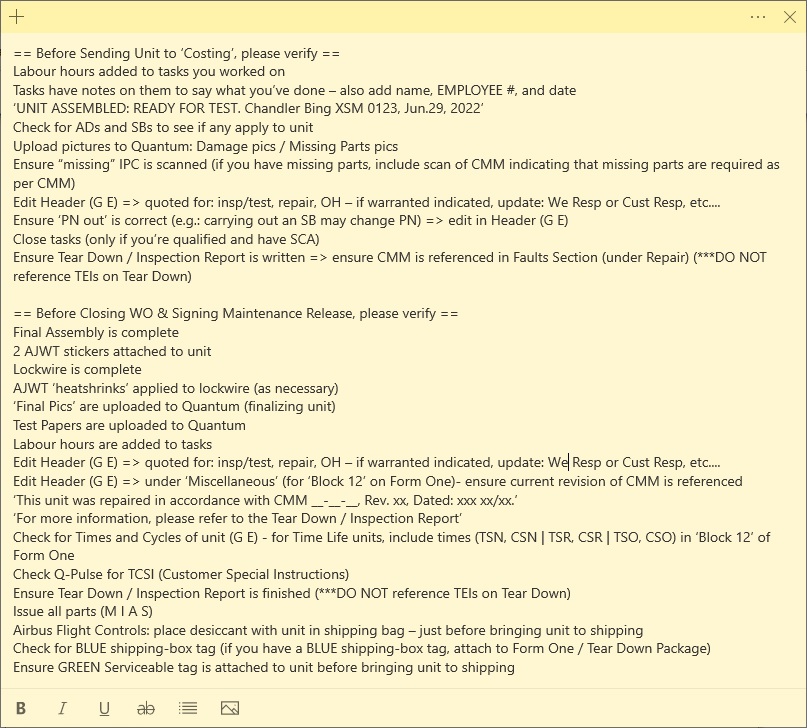 == Before Sending Unit to ‘Costing’, please verify ==
Labour hours added to tasks you worked on
Tasks have notes on them to say what you’ve done – also add name, EMPLOYEE #, and date
‘UNIT ASSEMBLED: READY FOR TEST. Chandler Bing XSM 0123, Jun.29, 2022’
Check for ADs and SBs to see if any apply to unit
Upload pictures to Quantum: Damage pics / Missing Parts pics
Ensure “missing” IPC is scanned (if you have missing parts, include scan of CMM indicating that missing parts are required as
per CMM)
Edit Header (G E) => quoted for: insp/test, repair, OH – if warranted indicated, update: We Resp or Cust Resp, etc....
Ensure ‘PN out’ is correct (e.g.: carrying out an SB may change PN) => edit in Header (G E)
Close tasks (only if you’re qualified and have SCA)
Ensure Tear Down / Inspection Report is written => ensure CMM is referenced in Faults Section (under Repair) (***DO NOT
reference TEIs on Tear Down)
== Before Closing WO & Signing Maintenance Release, please verify ==
Final Assembly is complete
2 AJWT stickers attached to unit
Lockwire is complete
AJWT ‘heatshrinks’ applied to lockwire (as necessary)
‘Final Pics’ are uploaded to Quantum (finalizing unit)
Test Papers are uploaded to Quantum
Labour hours are added to tasks
Edit Header (G E) => quoted for: insp/test, repair, OH – if warranted indicated, update: We Resp or Cust Resp, etc....
Edit Header (G E) => under ‘Miscellaneous’ (for ‘Block 12’ on Form One)- ensure current revision of CMM is referenced
‘This unit was repaired in accordance with CMM __-__-__, Rev. xx, Dated: xxx xx/xx.’
‘For more information, please refer to the Tear Down / Inspection Report’
Check for Times and Cycles of unit (G E) - for Time Life units, include times (TSN, CSN | TSR, CSR | TSO, CSO) in ‘Block 12’ of
Form One
Check Q-Pulse for TCSI (Customer Special Instructions)
Ensure Tear Down / Inspection Report is finished (***DO NOT reference TEIs on Tear Down)
Issue all parts (M I A S)
Airbus Flight Controls: place desiccant with unit in shipping bag – just before bringing unit to shipping
Check for BLUE shipping-box tag (if you have a BLUE shipping-box tag, attach to Form One / Tear Down Package)
Ensure GREEN Serviceable tag is attached to unit before bringing unit to shipping
B I U ab